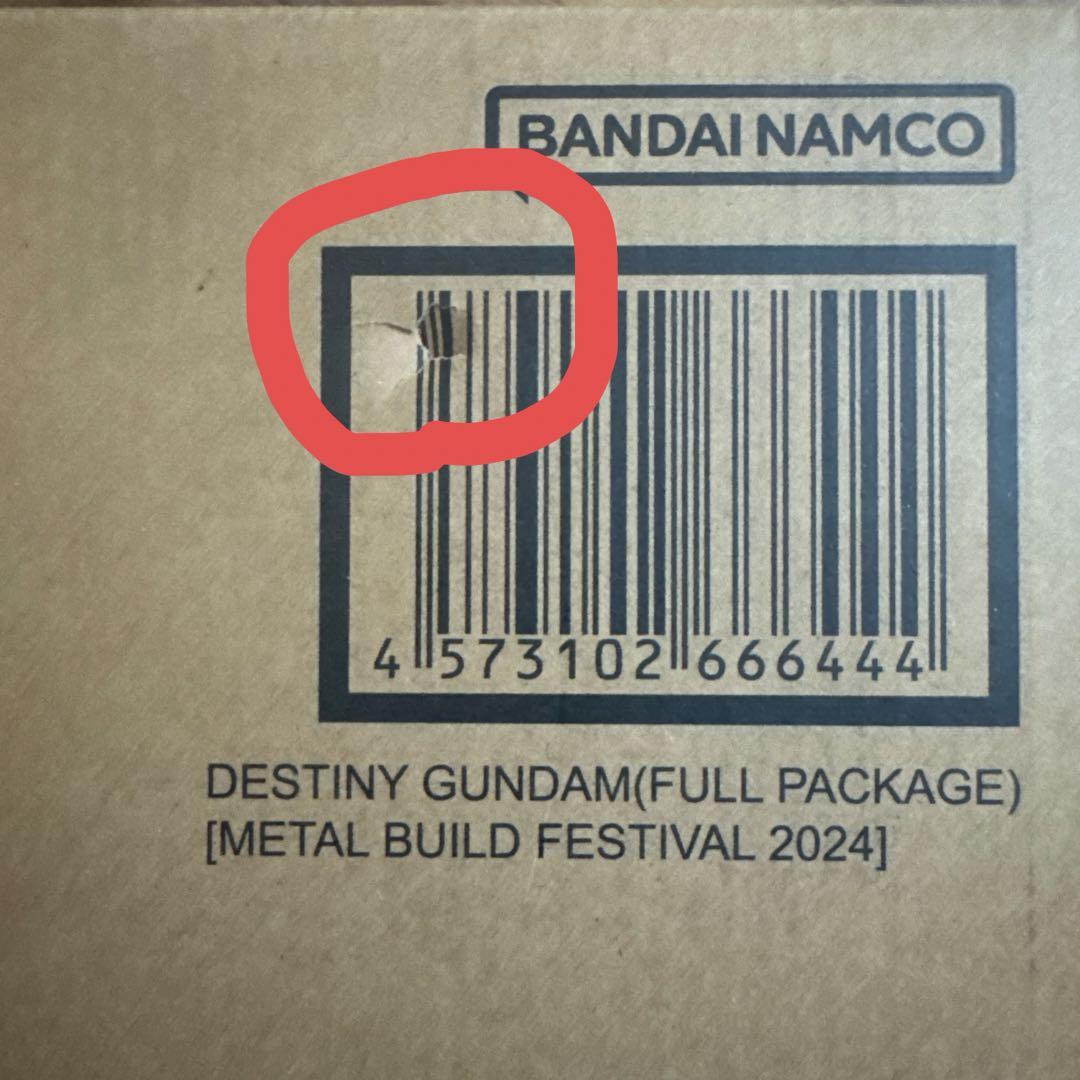 BANDAI NAMCO
4 573102 666444
DESTINY GUNDAM(FULL PACKAGE)
[METAL BUILD FESTIVAL 2024]